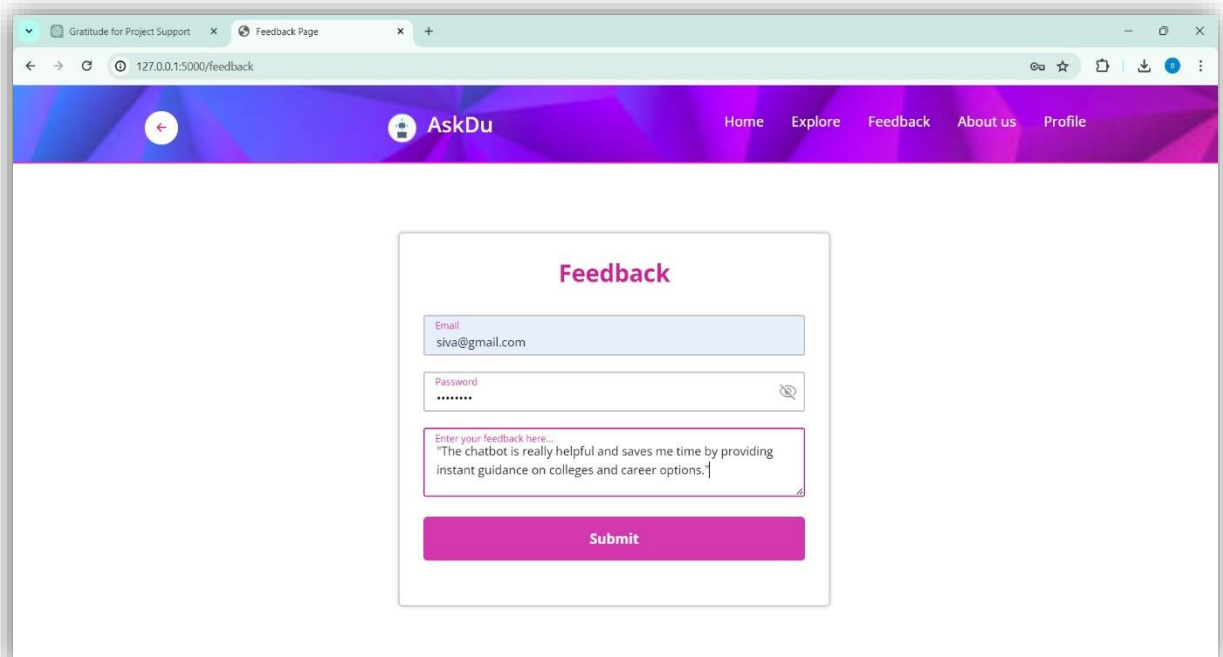 Gratitude for Project Support
Feedback Page
127.0.0.1:5000/feedback
AskDu
Home Explore Feedback About us Profile
Feedback
Email
siva@gmail.com
Password
••••••••
Enter your feedback here...
"The chatbot is really helpful and saves me time by providing
instant guidance on colleges and career options."
Submit